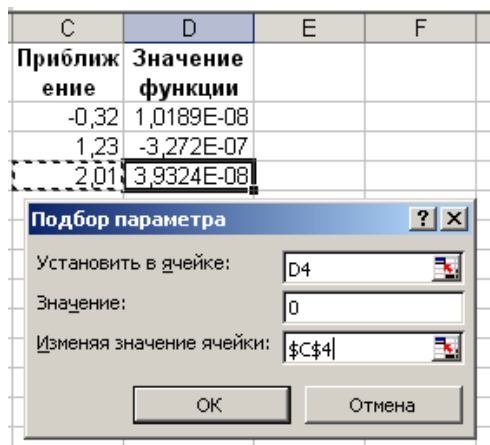 C D E F
Приближ Значение
ение функции
-0,32 1,0189E-08
1,23 -3,272E-07
2,01 3,9324E-08
Подбор параметра ? ×
Установить в ячейке: D4
Значение: 0
Изменяя значение ячейки: $C$4
ОК Отмена